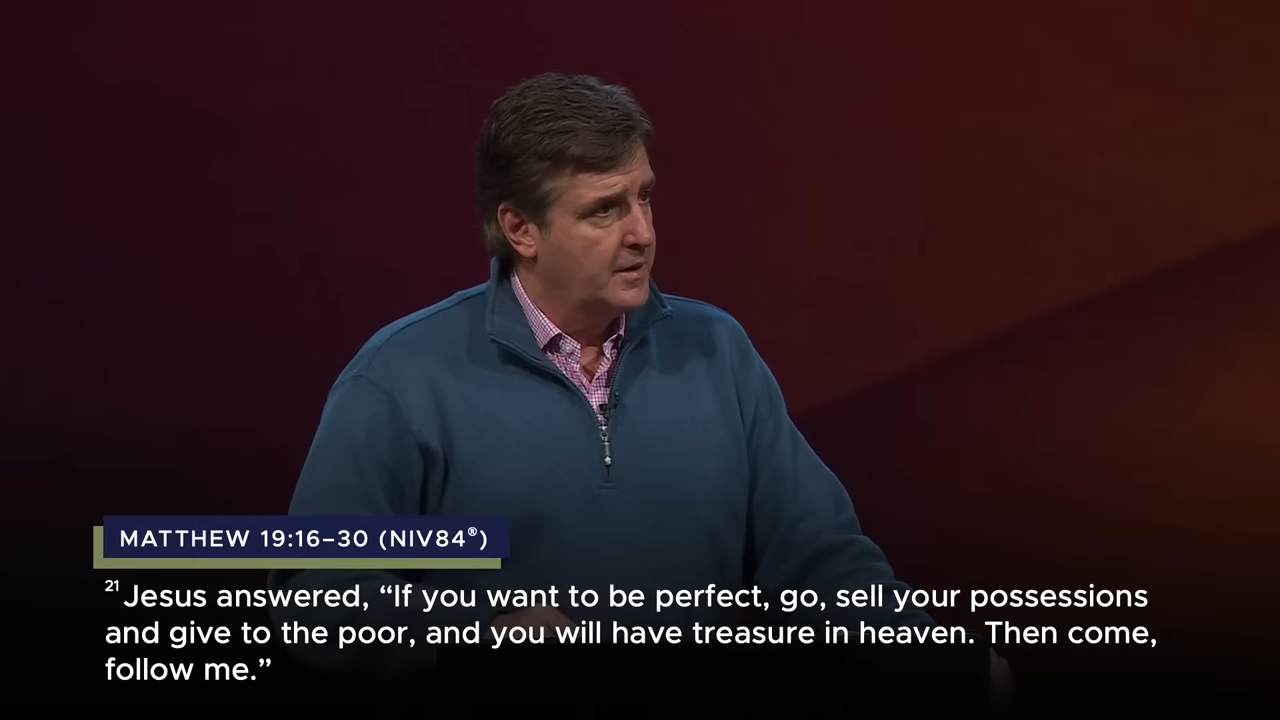 MATTHEW 19:16–30 (NIV84®)
21 Jesus answered, “If you want to be perfect, go, sell your possessions
and give to the poor, and you will have treasure in heaven. Then come,
follow me.”